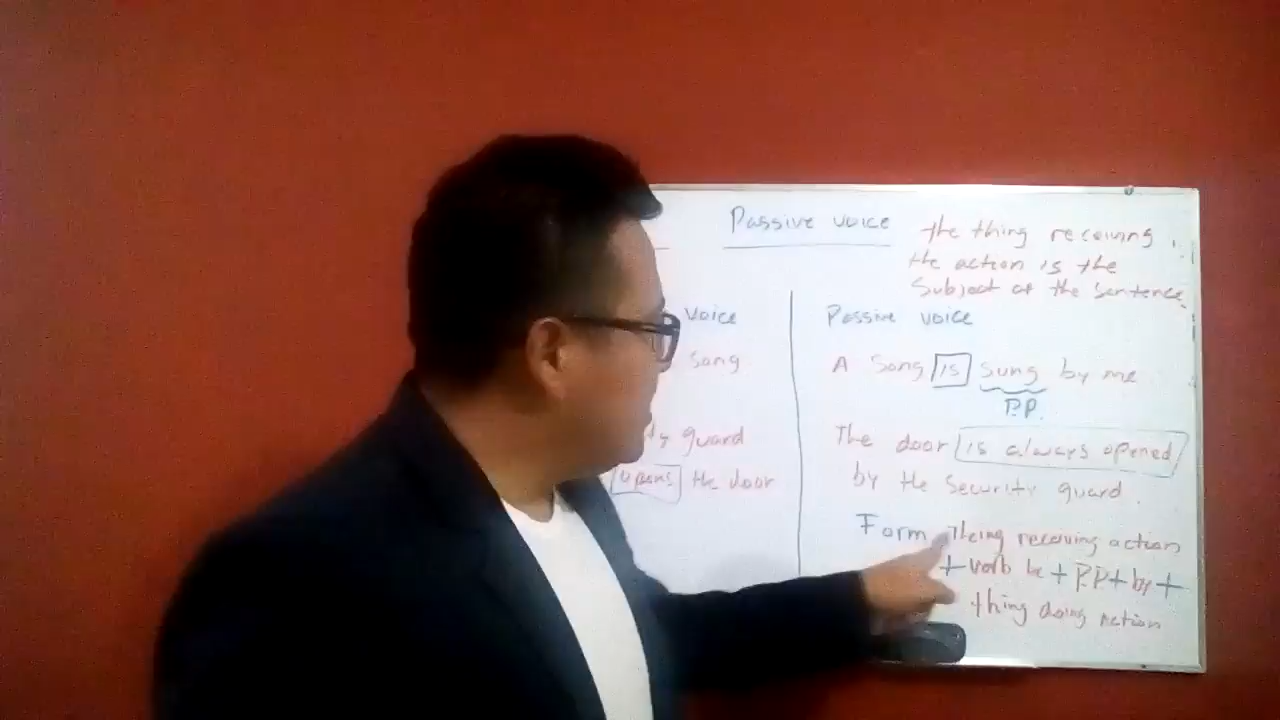 Passive voice
the thing receiving
the action is the
subject of the sentence
voice
song
guard
opens the door
Passive voice
A song is sung by me
P.P.
The door is always opened
by the security guard.
Form Thing receiving action
+ verb be + P.P + by +
thing doing action